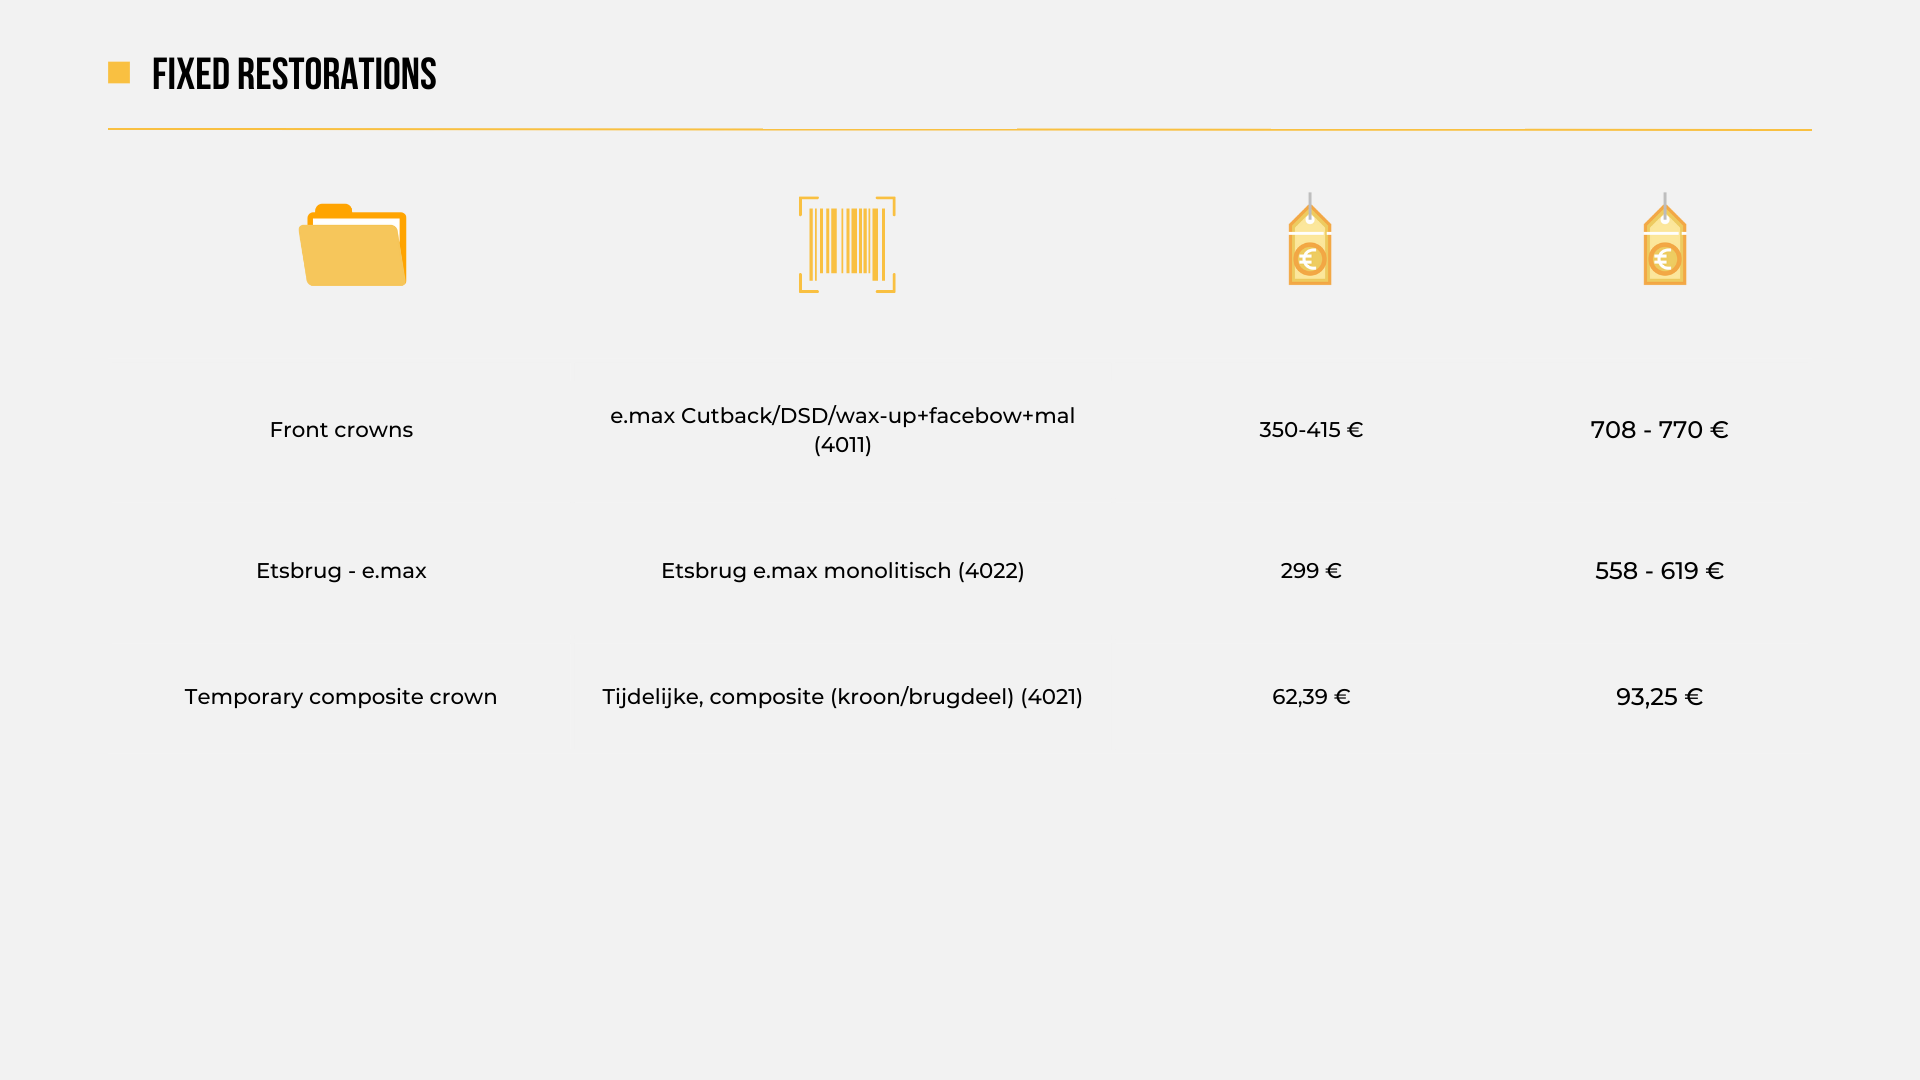 FIXED RESTORATIONS
Front crowns
e.max Cutback/DSD/wax-up+facebow+mal
(4011)
350-415 €
708 - 770 €
Etsbrug - e.max
Etsbrug e.max monolitisch (4022)
299 €
558 - 619 €
Temporary composite crown
Tijdelijke, composite (kroon/brugdeel) (4021)
62,39 €
93,25 €